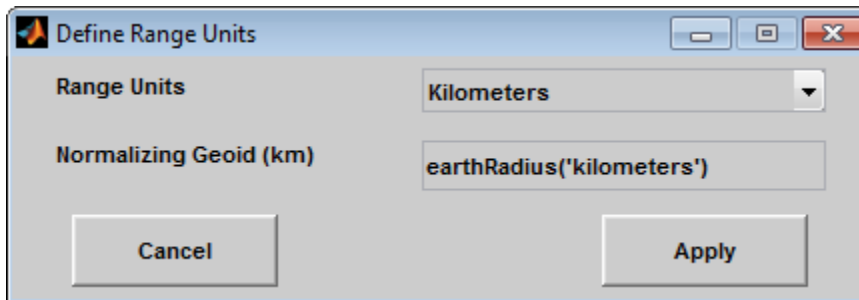 Define Range Units
Range Units
Kilometers
Normalizing Geoid (km)
earthRadius('kilometers')
Cancel
Apply